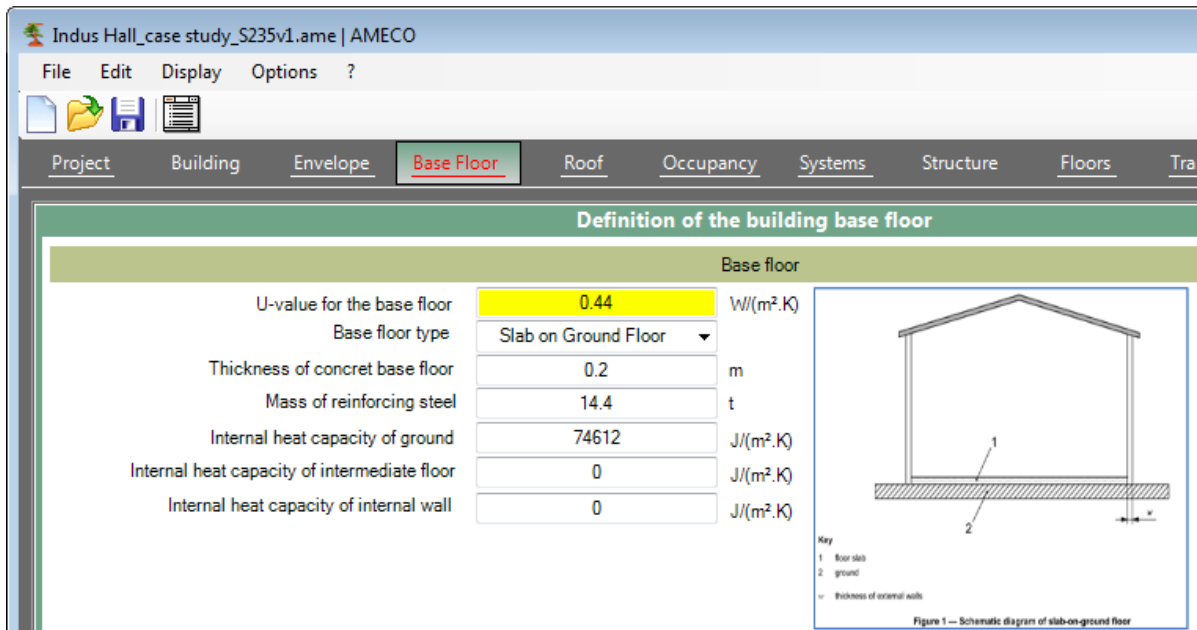 Indus Hall_case study_S235v1.ame | AMECO
File Edit Display Options ?
Project Building Envelope Base Floor Roof Occupancy Systems Structure Floors Tra
Definition of the building base floor
Base floor
U-value for the base floor 0.44 W/(m².K)
Base floor type Slab on Ground Floor
Thickness of concret base floor 0.2 m
Mass of reinforcing steel 14.4 t
Internal heat capacity of ground 74612 J/(m².K)
Internal heat capacity of intermediate floor 0 J/(m².K)
Internal heat capacity of internal wall 0 J/(m².K)
1
w
2
Key
1 floor slab
2 ground
w thickness of external walls
Figure 1 — Schematic diagram of slab-on-ground floor